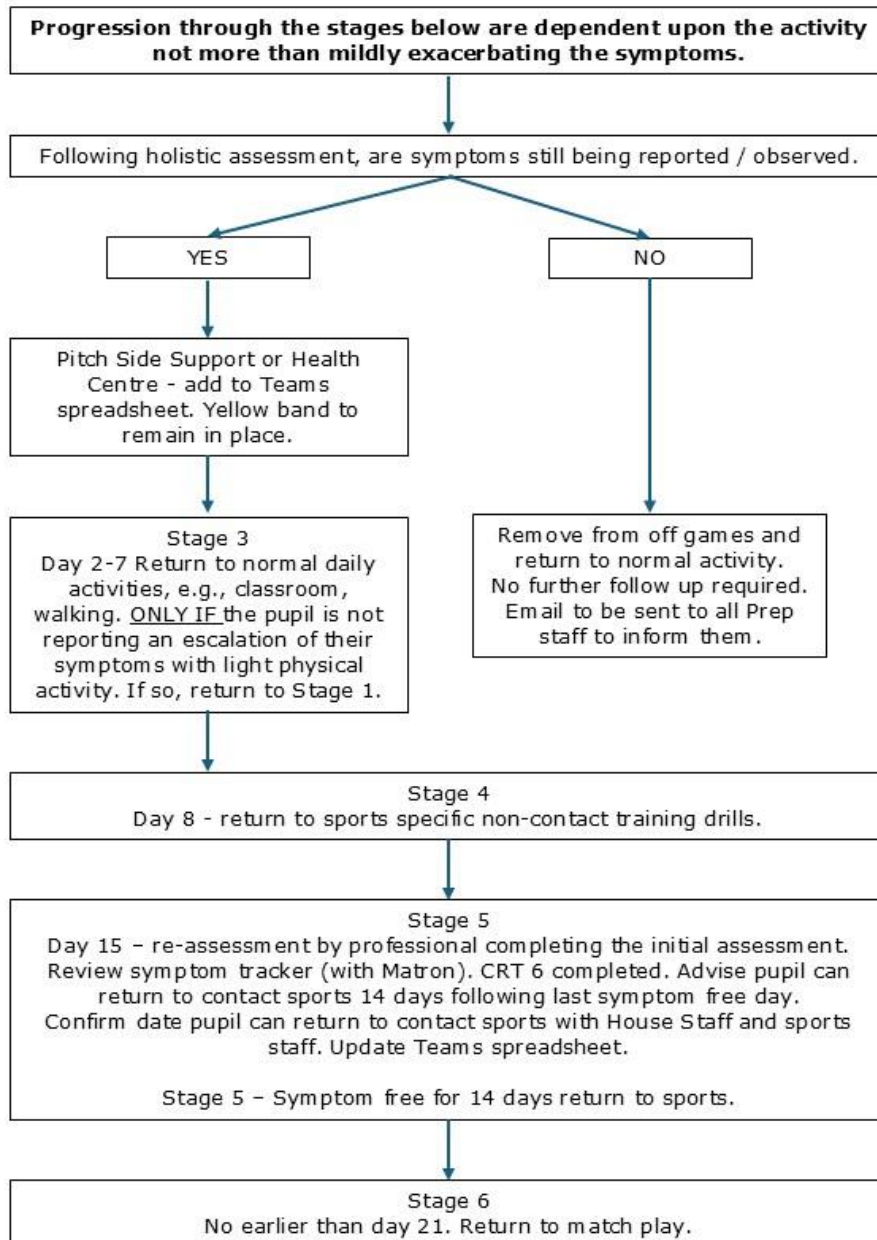 Progression through the stages below are dependent upon the activity
not more than mildly exacerbating the symptoms.
Following holistic assessment, are symptoms still being reported / observed.
YES
NO
Pitch Side Support or Health
Centre - add to Teams
spreadsheet. Yellow band to
remain in place.
Stage 3
Day 2-7 Return to normal daily
activities, e.g., classroom,
walking. ONLY IF the pupil is not
reporting an escalation of their
symptoms with light physical
activity. If so, return to Stage 1.
Remove from off games and
return to normal activity.
No further follow up required.
Email to be sent to all Prep
staff to inform them.
Stage 4
Day 8 - return to sports specific non-contact training drills.
Stage 5
Day 15 – re-assessment by professional completing the initial assessment.
Review symptom tracker (with Matron). CRT 6 completed. Advise pupil can
return to contact sports 14 days following last symptom free day.
Confirm date pupil can return to contact sports with House Staff and sports
staff. Update Teams spreadsheet.
Stage 5 – Symptom free for 14 days return to sports.
Stage 6
No earlier than day 21. Return to match play.